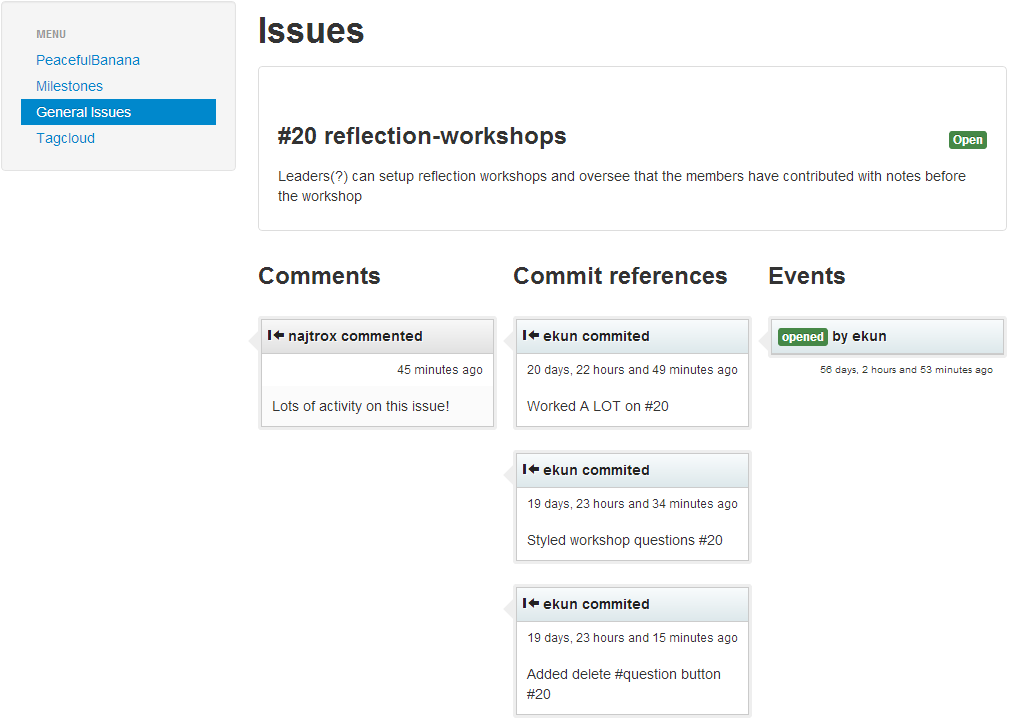 MENU
PeacefulBanana
Milestones
General Issues
Tagcloud
Issues
#20 reflection-workshops
Open
Leaders(?) can setup reflection workshops and oversee that the members have contributed with notes before
the workshop
Comments
najtrox commented
45 minutes ago
Lots of activity on this issue!
Commit references
ekun commited
20 days, 22 hours and 49 minutes ago
Worked A LOT on #20
ekun commited
19 days, 23 hours and 34 minutes ago
Styled workshop questions #20
ekun commited
19 days, 23 hours and 15 minutes ago
Added delete #question button
#20
Events
opened by ekun
56 days, 2 hours and 53 minutes ago